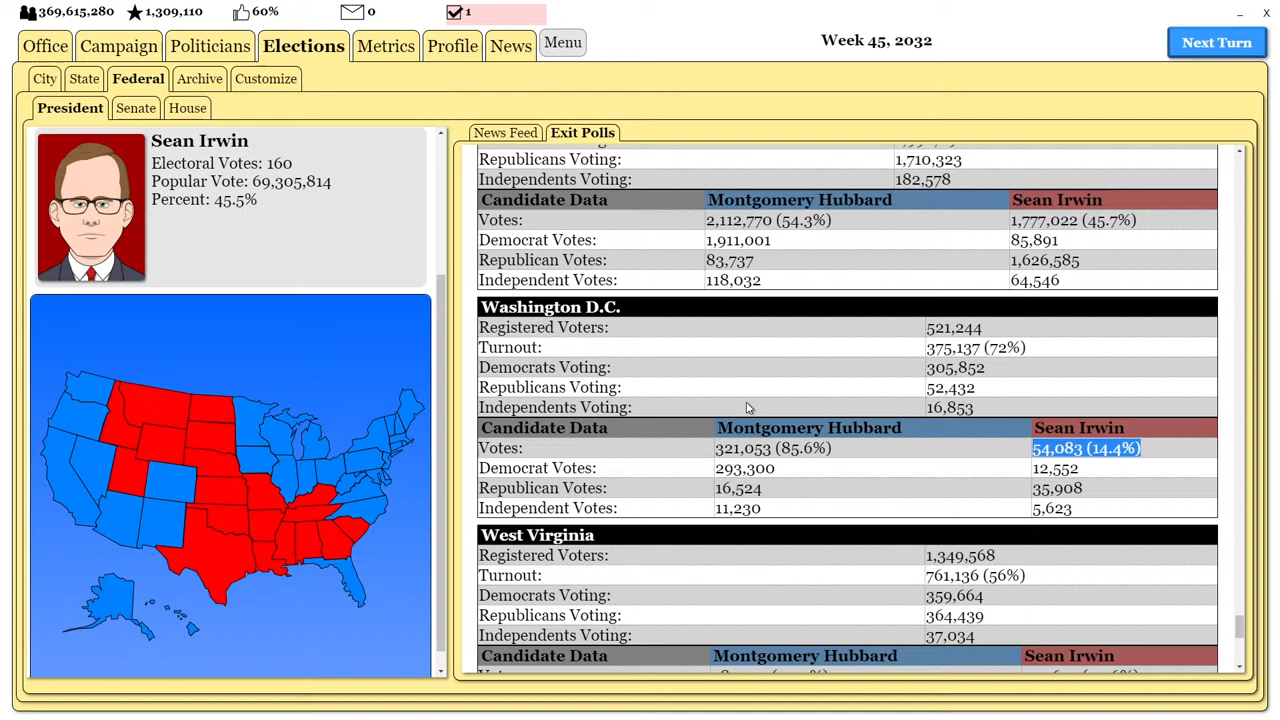 369,615,280 1,309,110 60% 0 1
_ X
Office Campaign Politicians Elections Metrics Profile News Menu Week 45, 2032 Next Turn
City State Federal Archive Customize
President Senate House
Sean Irwin
Electoral Votes: 160
Popular Vote: 69,305,814
Percent: 45.5%
News Feed Exit Polls
Republicans Voting: 1,710,323
Independents Voting: 182,578
Candidate Data Montgomery Hubbard Sean Irwin
Votes: 2,112,770 (54.3%) 1,777,022 (45.7%)
Democrat Votes: 1,911,001 85,891
Republican Votes: 83,737 1,626,585
Independent Votes: 118,032 64,546
Washington D.C.
Registered Voters: 521,244
Turnout: 375,137 (72%)
Democrats Voting: 305,852
Republicans Voting: 52,432
Independents Voting: 16,853
Candidate Data Montgomery Hubbard Sean Irwin
Votes: 321,053 (85.6%) 54,083 (14.4%)
Democrat Votes: 293,300 12,552
Republican Votes: 16,524 35,908
Independent Votes: 11,230 5,623
West Virginia
Registered Voters: 1,349,568
Turnout: 761,136 (56%)
Democrats Voting: 359,664
Republicans Voting: 364,439
Independents Voting: 37,034
Candidate Data Montgomery Hubbard Sean Irwin